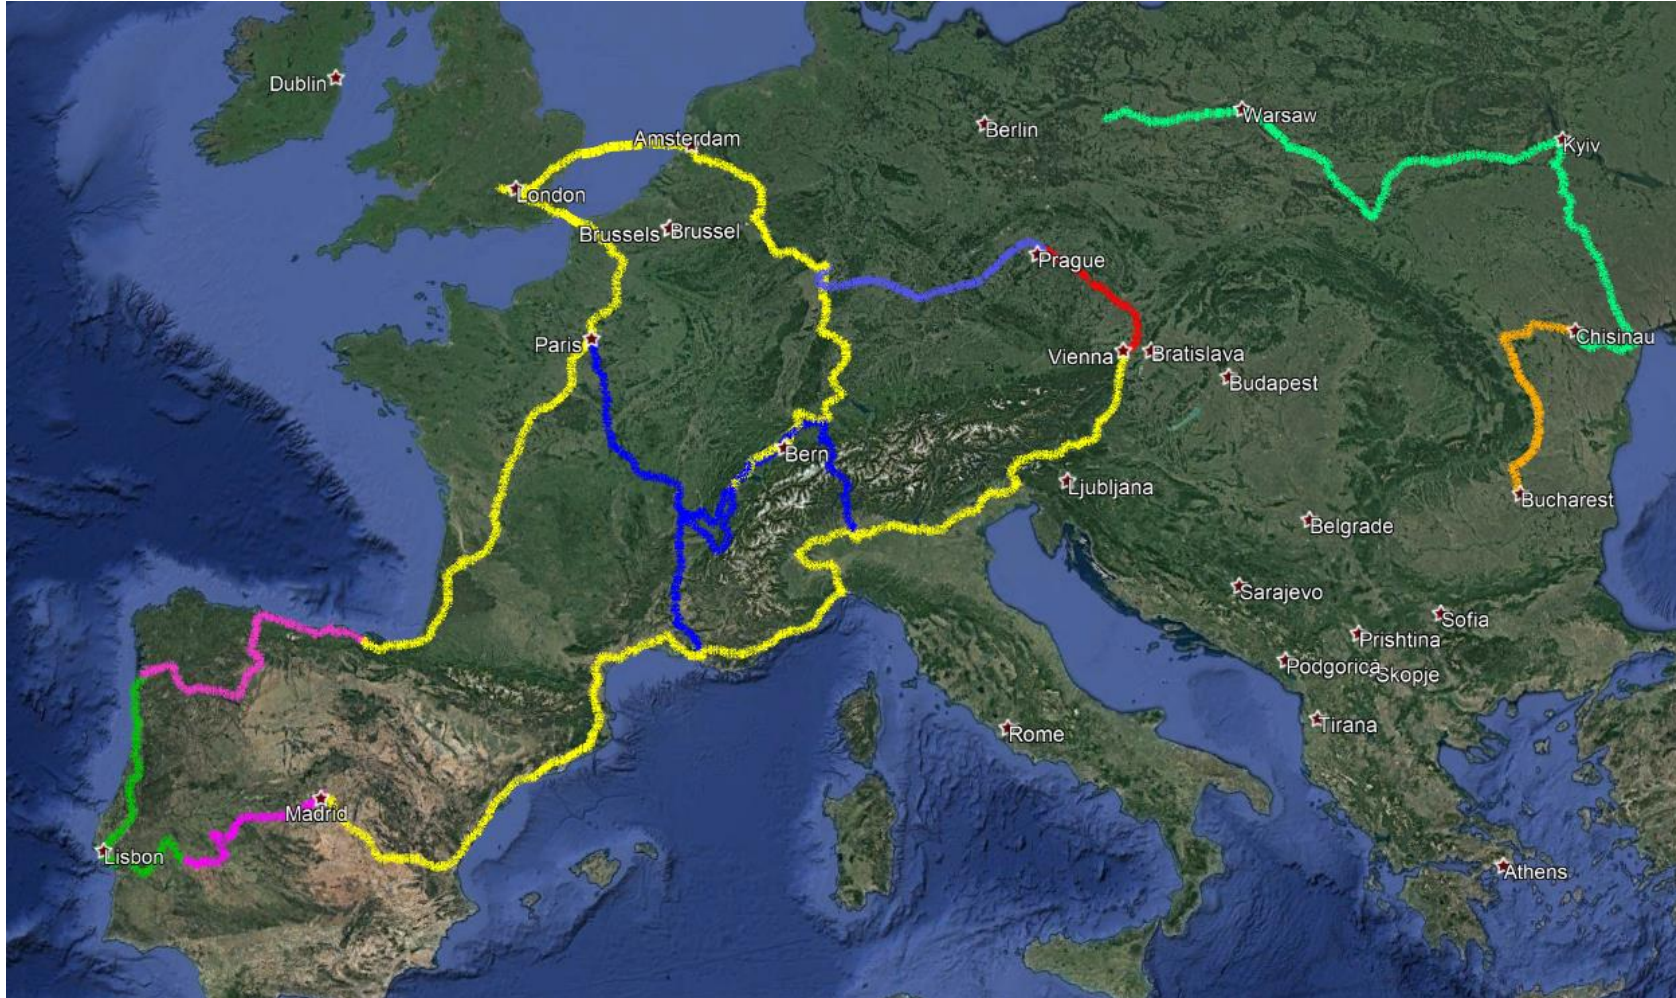 Dublin
Berlin
Warsaw
Amsterdam
Kyiv
London
Brussels
Brussel
Prague
Paris
Chisinau
Vienna
Bratislava
Budapest
Bern
Ljubljana
Bucharest
Belgrade
Sarajevo
Sofia
Prishtina
Podgorica
Skopje
Tirana
Rome
Madrid
Lisbon
Athens